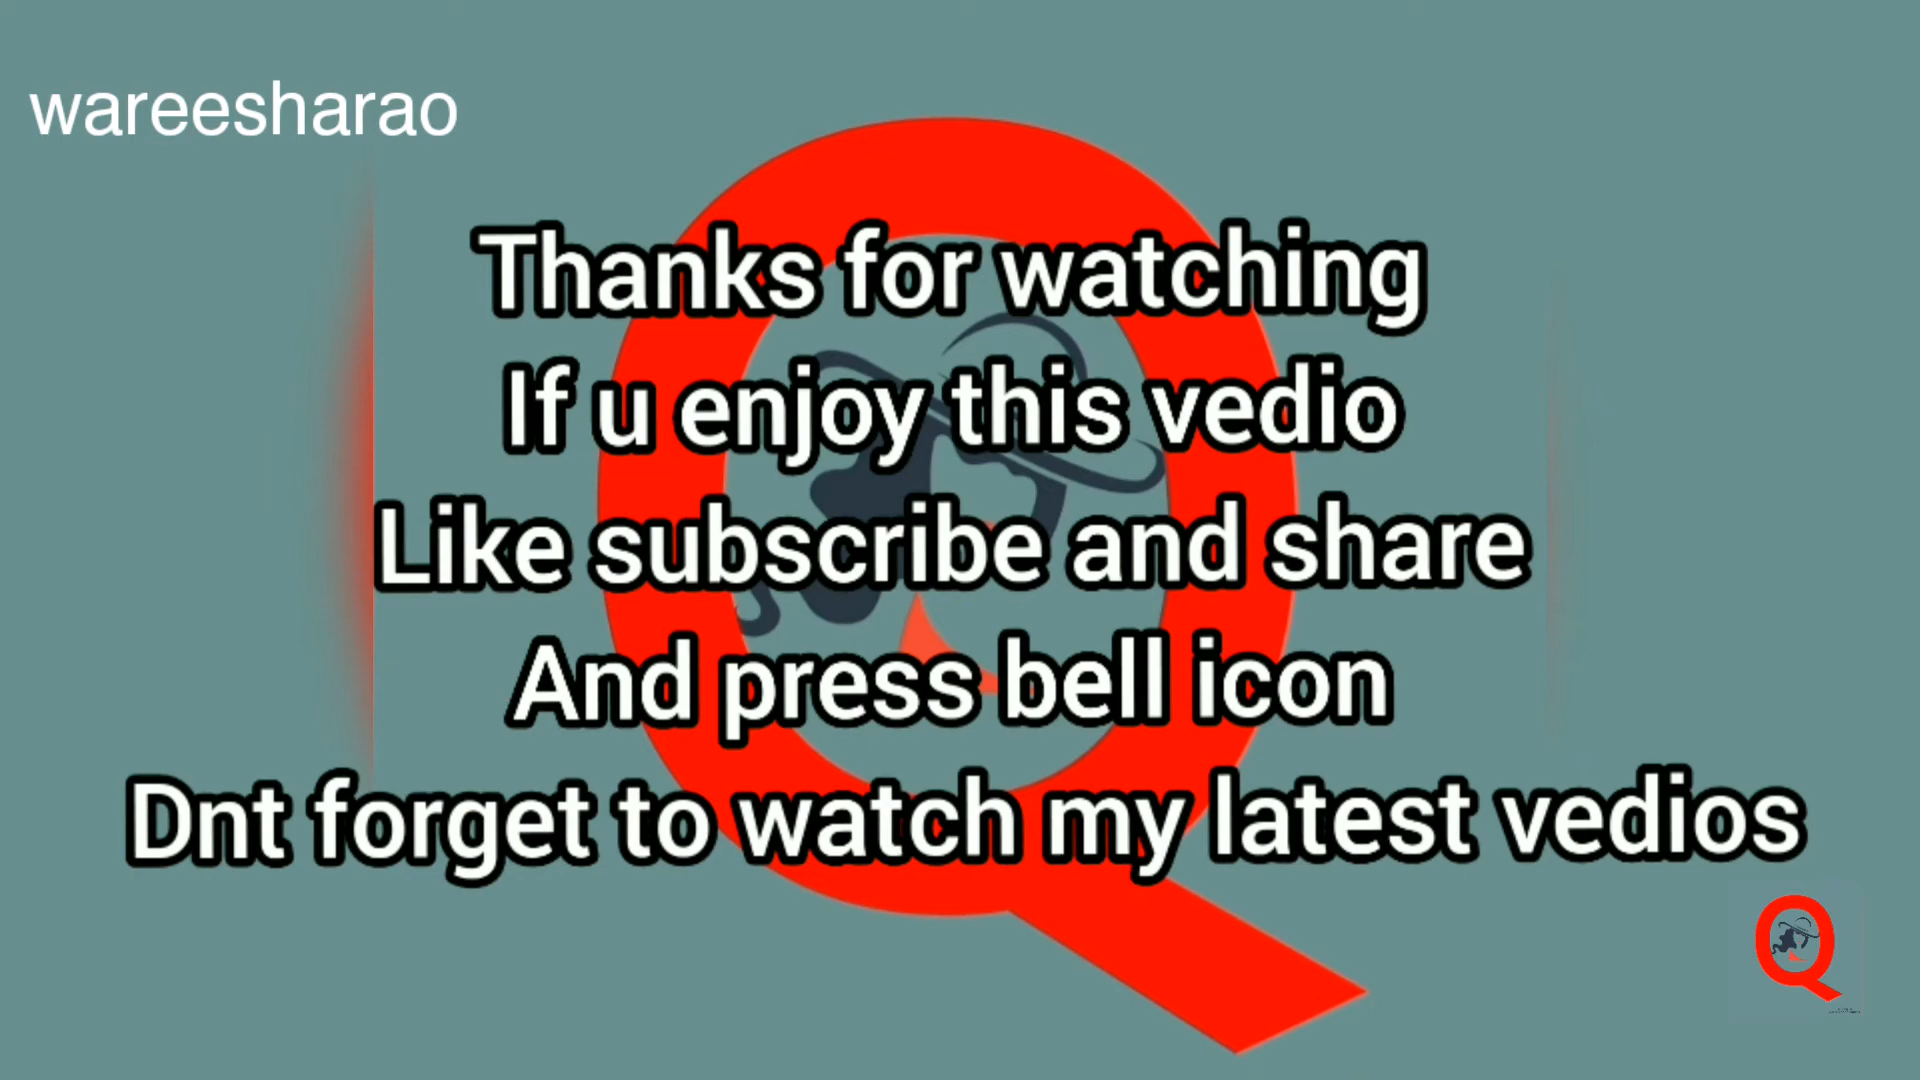 wareesharao
Thanks for watching
If u enjoy this vedio
Like subscribe and share
And press bell icon
Dnt forget to watch my latest vedios